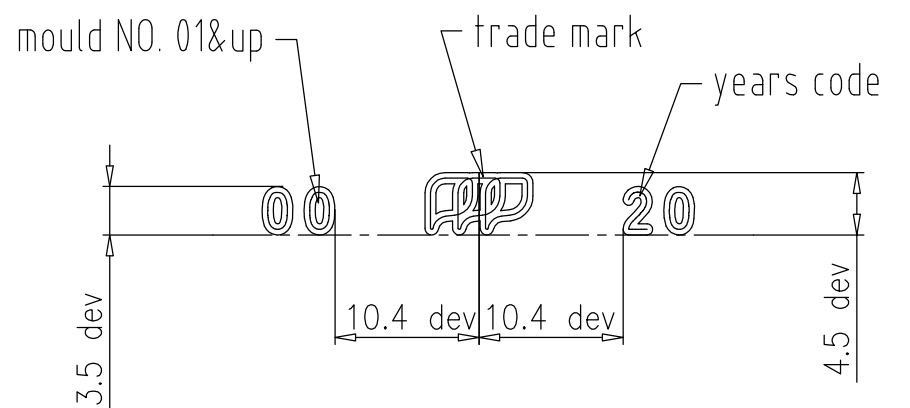 mould NO. 01&up
trade mark
years code
00
20
3.5 dev
10.4 dev
10.4 dev
4.5 dev